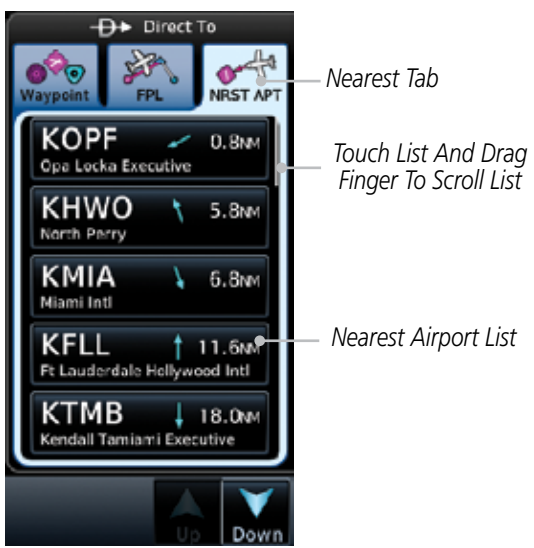 Direct To
Waypoint FPL NRST APT
Nearest Tab
KOPF 0.8NM
Opa Locka Executive
Touch List And Drag
Finger To Scroll List
KHWO 5.8NM
North Perry
KMIA 6.8NM
Miami Intl
KFLL 11.6NM
Ft Lauderdale Hollywood Intl
Nearest Airport List
KTMB 18.0NM
Kendall Tamiami Executive
Up Down